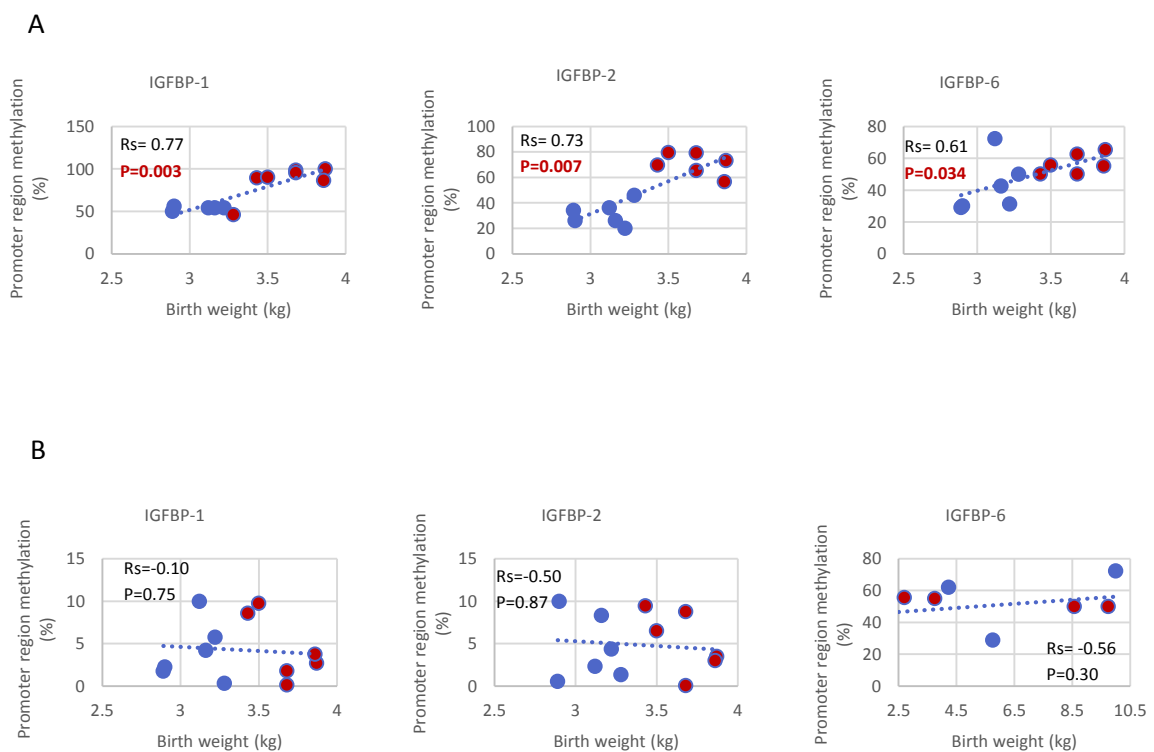 A
IGFBP-1
Promoter region methylation
(%)
150
100
50
0
Rs= 0.77
P=0.003
2.5 3 3.5 4
Birth weight (kg)
IGFBP-2
Promoter region methylation
(%)
100
80
60
40
20
0
Rs= 0.73
P=0.007
2.5 3 3.5 4
Birth weight (kg)
IGFBP-6
Promoter region methylation
(%)
80
60
40
20
0
Rs= 0.61
P=0.034
2.5 3 3.5 4
Birth weight (kg)
B
IGFBP-1
Promoter region methylation
(%)
15
10
5
0
Rs=-0.10
P=0.75
2.5 3 3.5 4
Birth weight (kg)
IGFBP-2
Promoter region methylation
(%)
15
10
5
0
Rs=-0.50
P=0.87
2.5 3 3.5 4
Birth weight (kg)
IGFBP-6
Promoter region methylation
(%)
80
60
40
20
0
Rs= -0.56
P=0.30
2.5 4.5 6.5 8.5 10.5
Birth weight (kg)